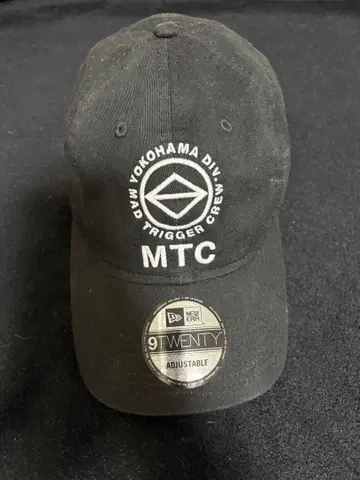 YOKOHAMA DIV.
MAD TRIGGER CREW
MTC
NEW ERA
9TWENTY
ADJUSTABLE